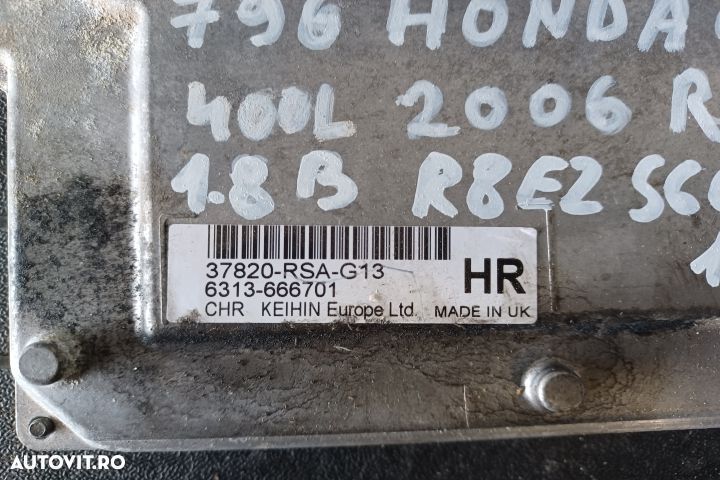 796 HONDA
400L 2006 R
1.8 B R8E2 S60
37820-RSA-G13
6313-666701
HR
CHR KEIHIN Europe Ltd. MADE IN UK
AUTOVIT.RO